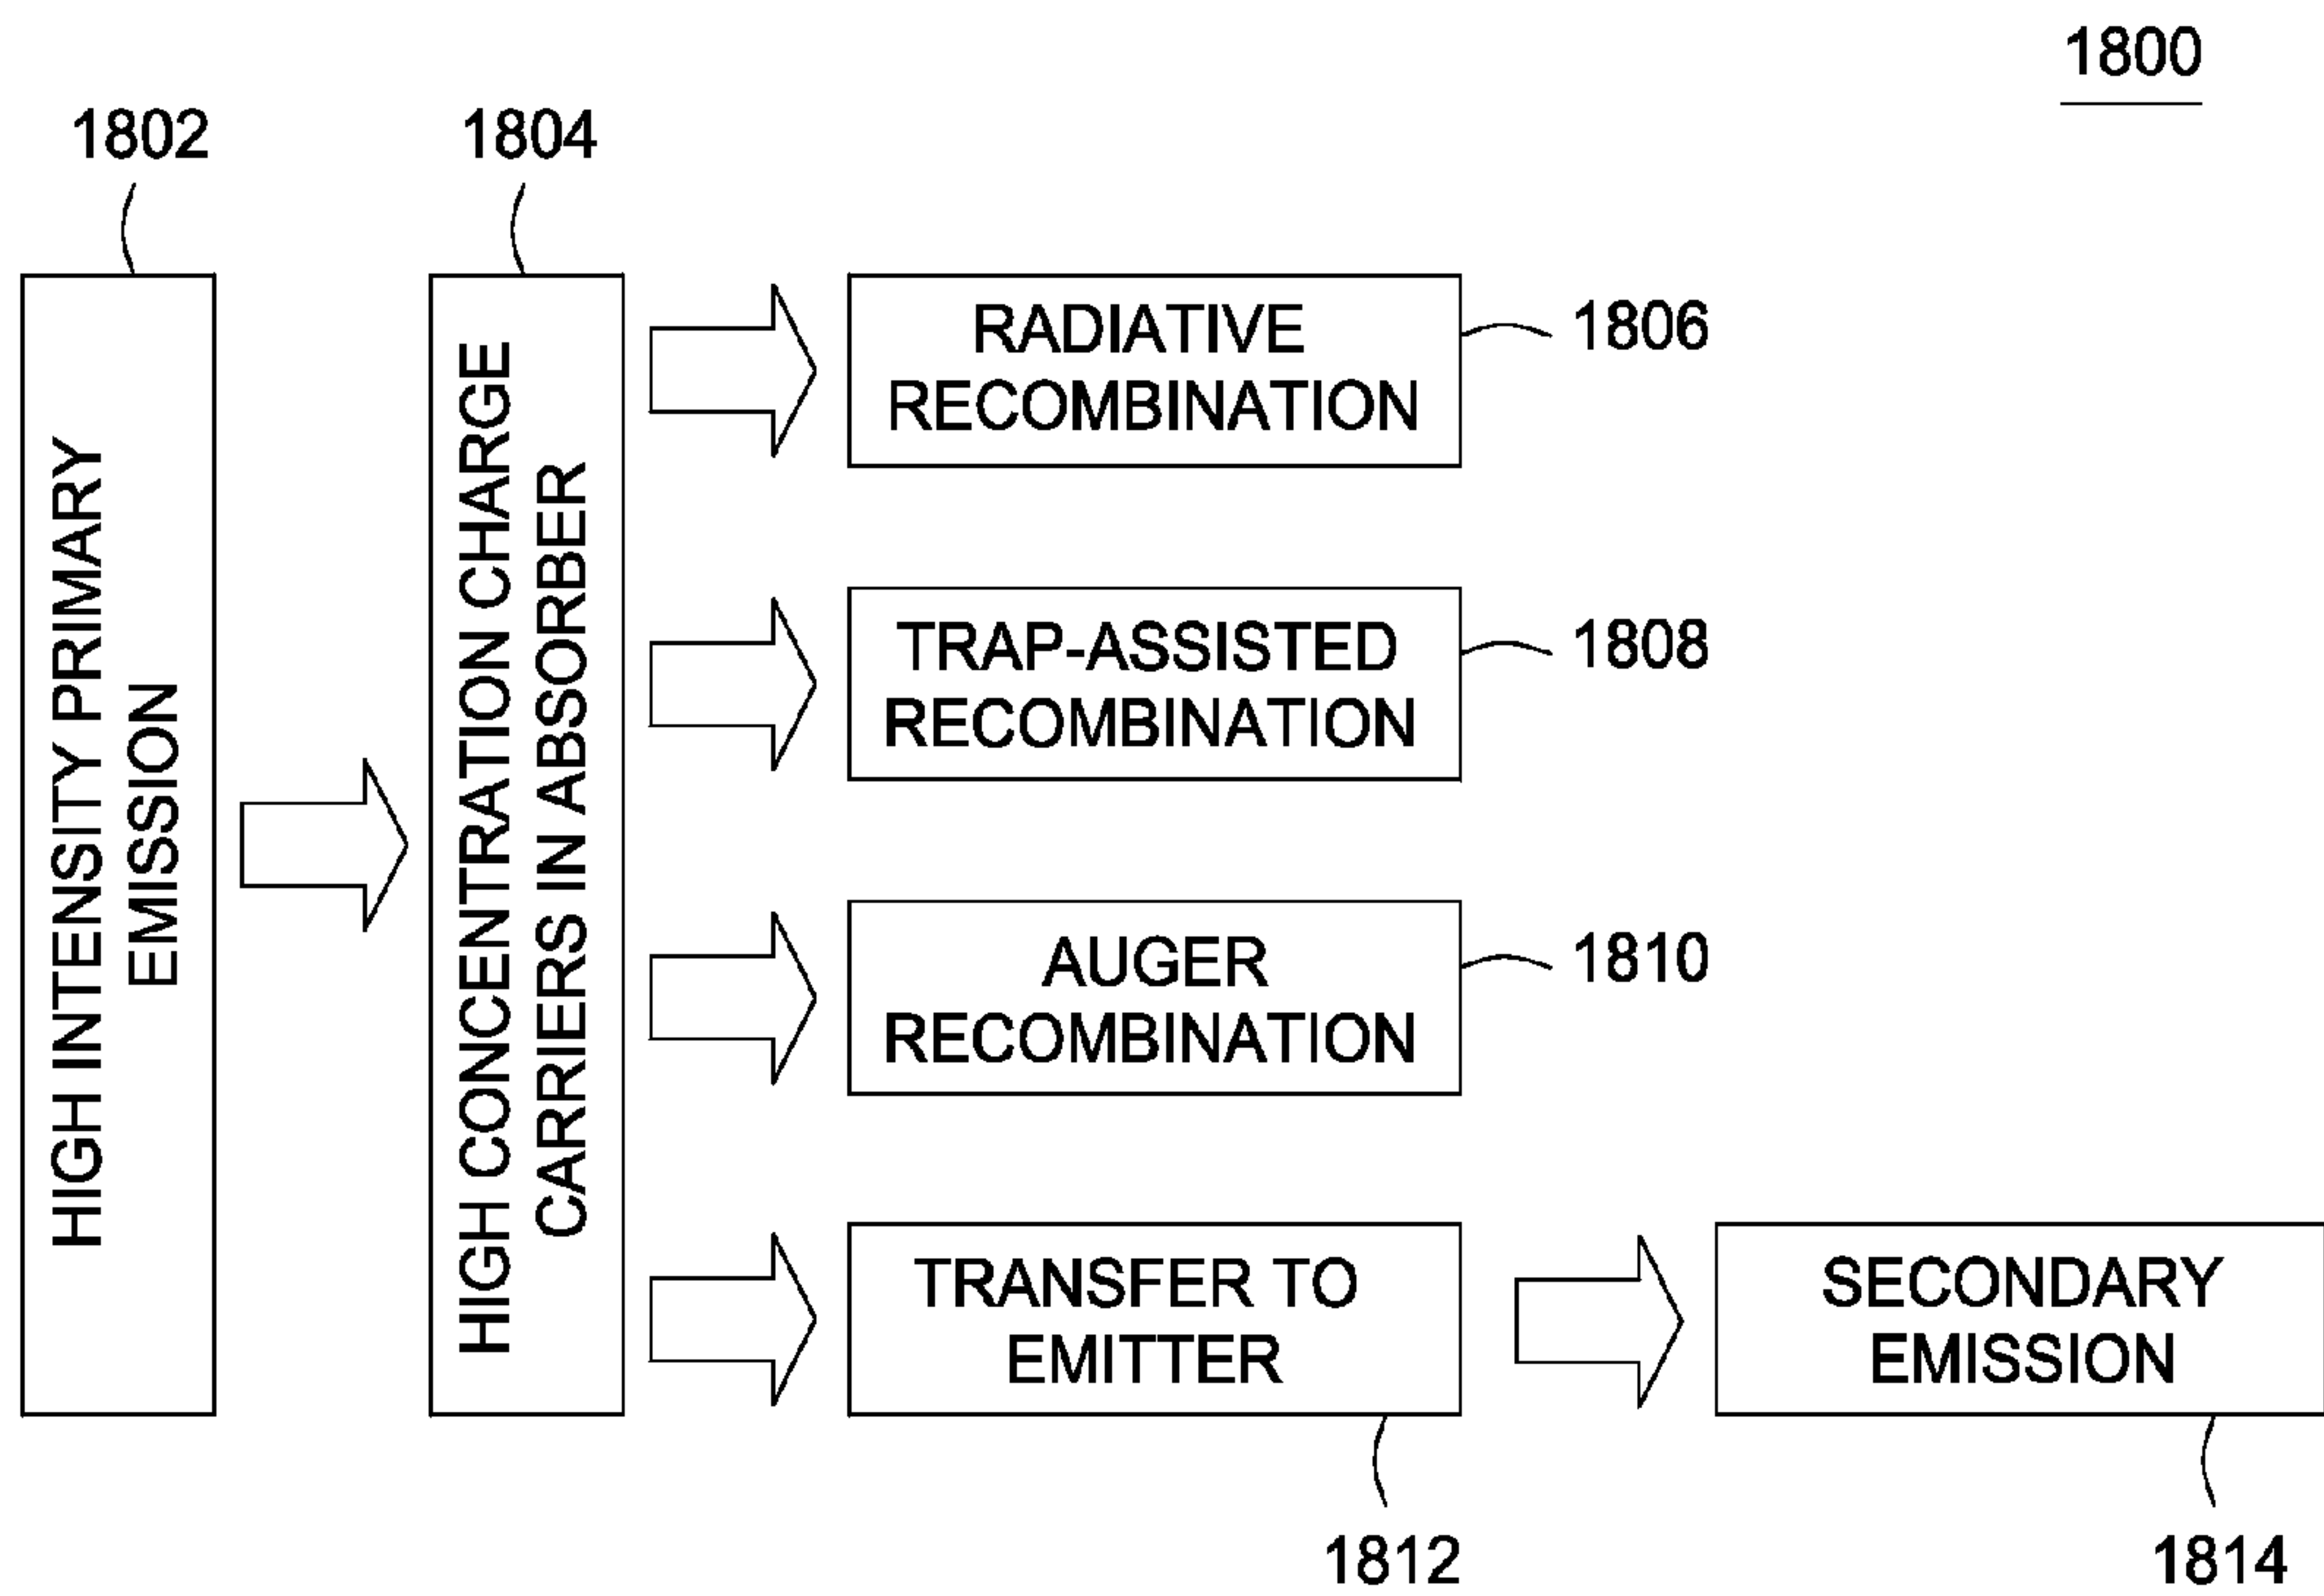 1800
1802
1804
HIGH INTENSITY PRIMARY
EMISSION
HIGH CONCENTRATION CHARGE
CARRIERS IN ABSORBER
RADIATIVE
RECOMBINATION
1806
TRAP-ASSISTED
RECOMBINATION
1808
AUGER
RECOMBINATION
1810
TRANSFER TO
EMITTER
SECONDARY
EMISSION
1812
1814